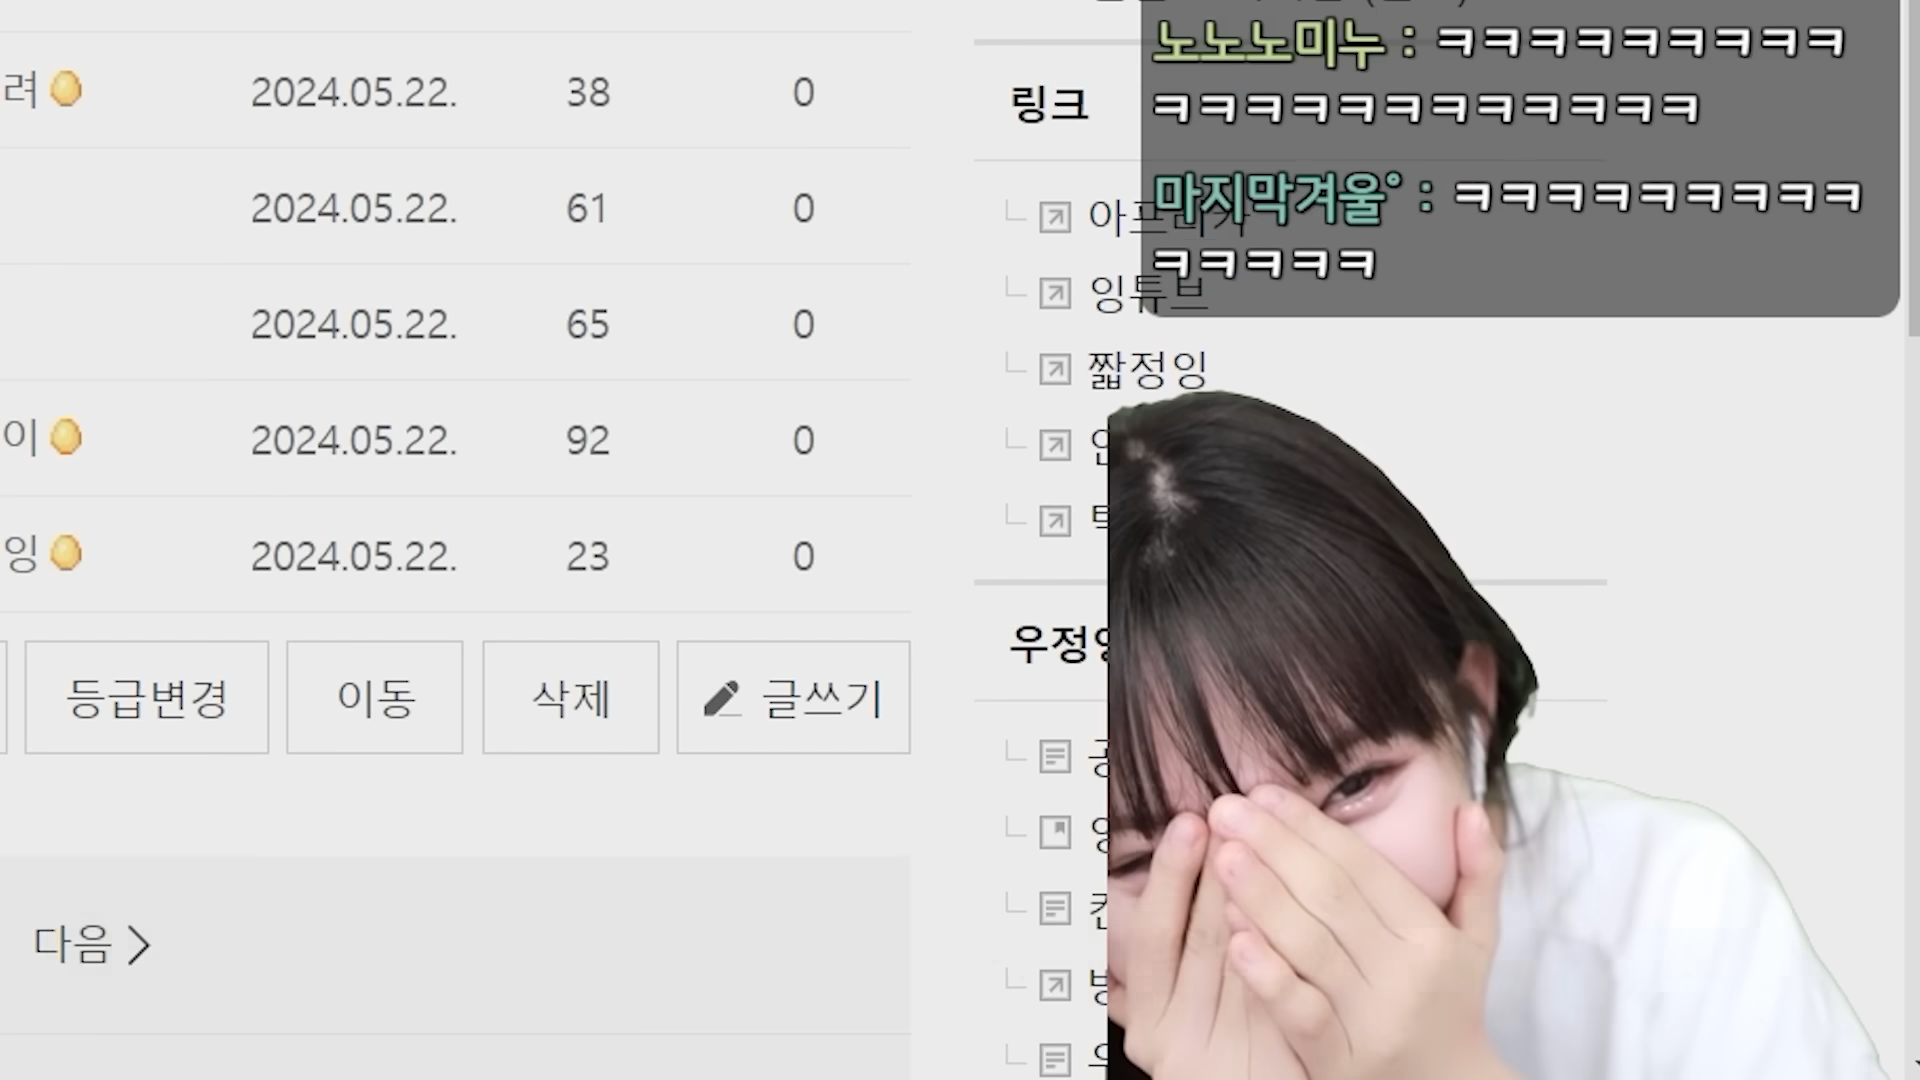 려 2024.05.22. 38 0
2024.05.22. 61 0
2024.05.22. 65 0
이 2024.05.22. 92 0
잉 2024.05.22. 23 0
등급변경 이동 삭제 글쓰기
다음 >
링크
잉튜브
짧정잉
우정
노노노미누 : ㅋㅋㅋㅋㅋㅋㅋㅋㅋ
ㅋㅋㅋㅋㅋㅋㅋㅋㅋㅋㅋㅋ
마지막겨울° : ㅋㅋㅋㅋㅋㅋㅋㅋㅋ
ㅋㅋㅋㅋㅋ